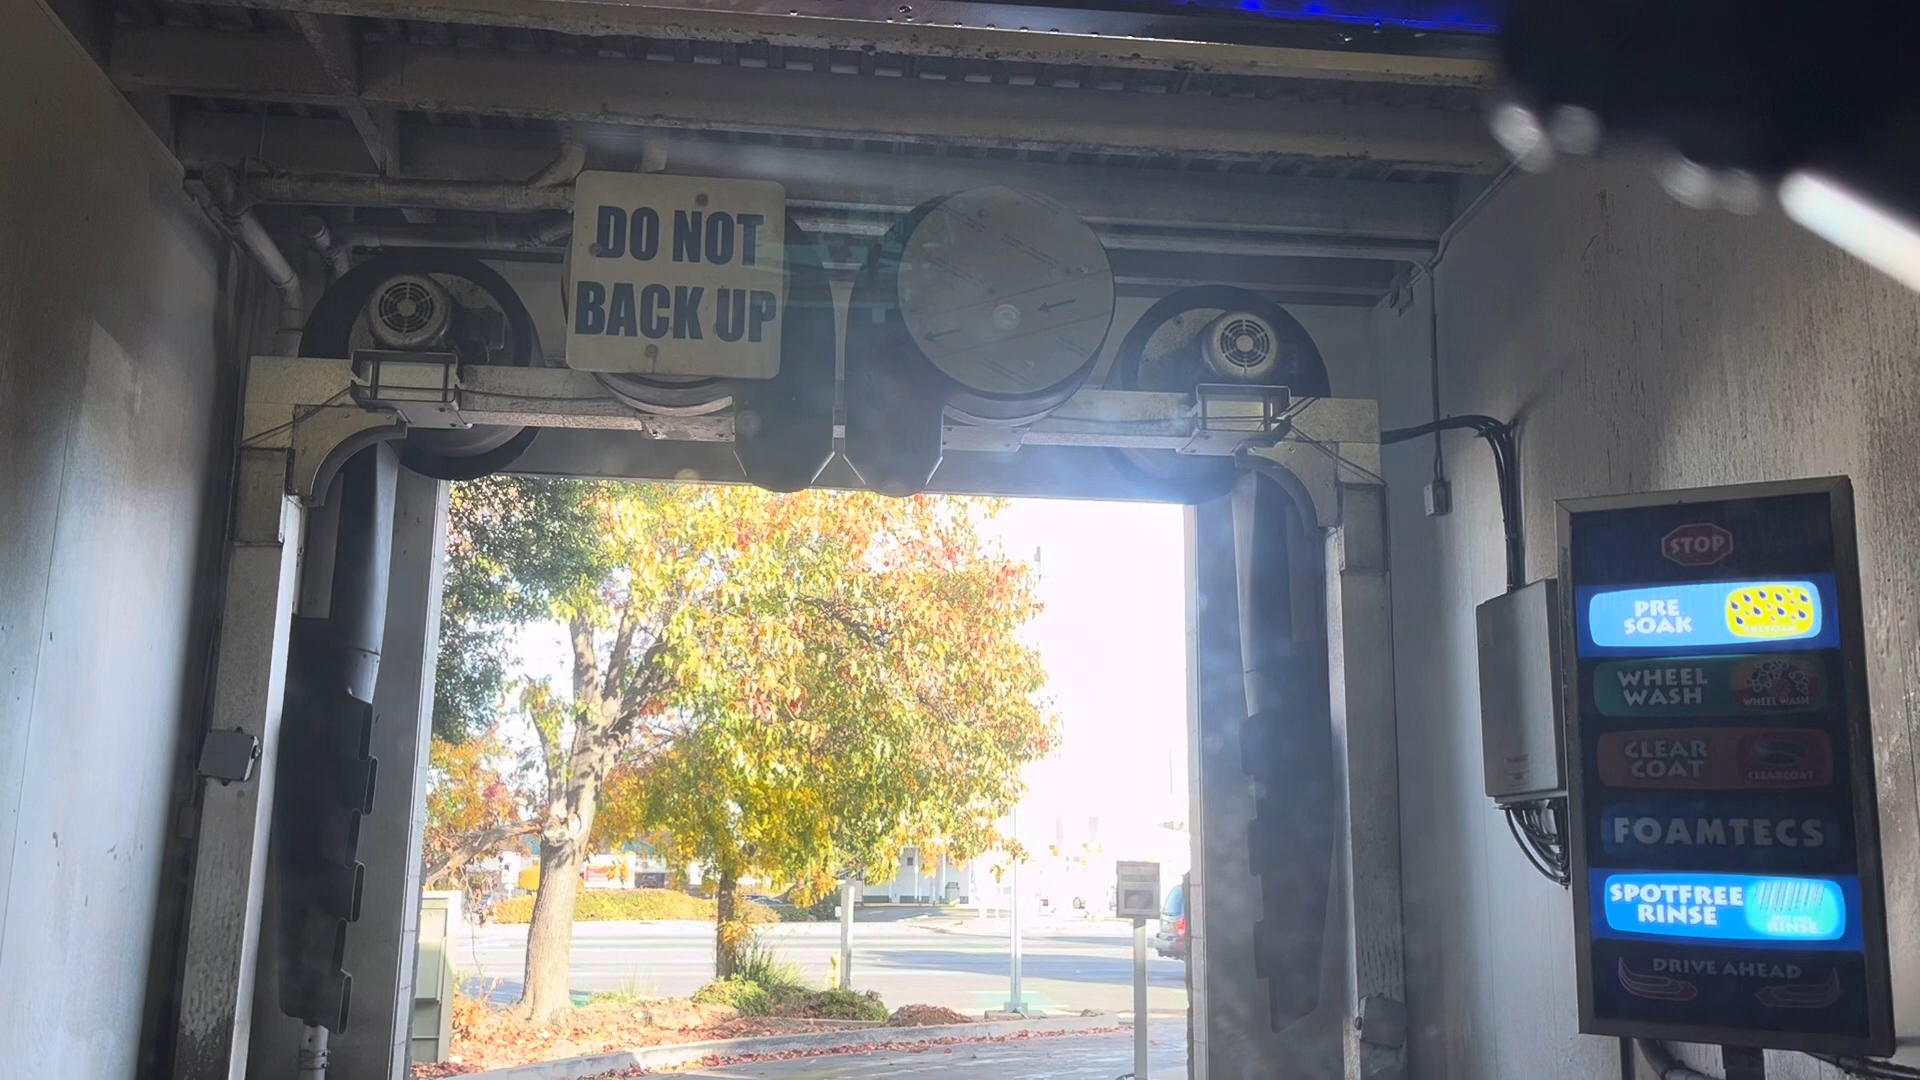 DO NOT
BACK UP
STOP
PRE
SOAK
WHEEL
WASH
WHEEL WASH
CLEAR
COAT
CLEARCOAT
FOAMTECS
SPOTFREE
RINSE
RINSE
DRIVE AHEAD